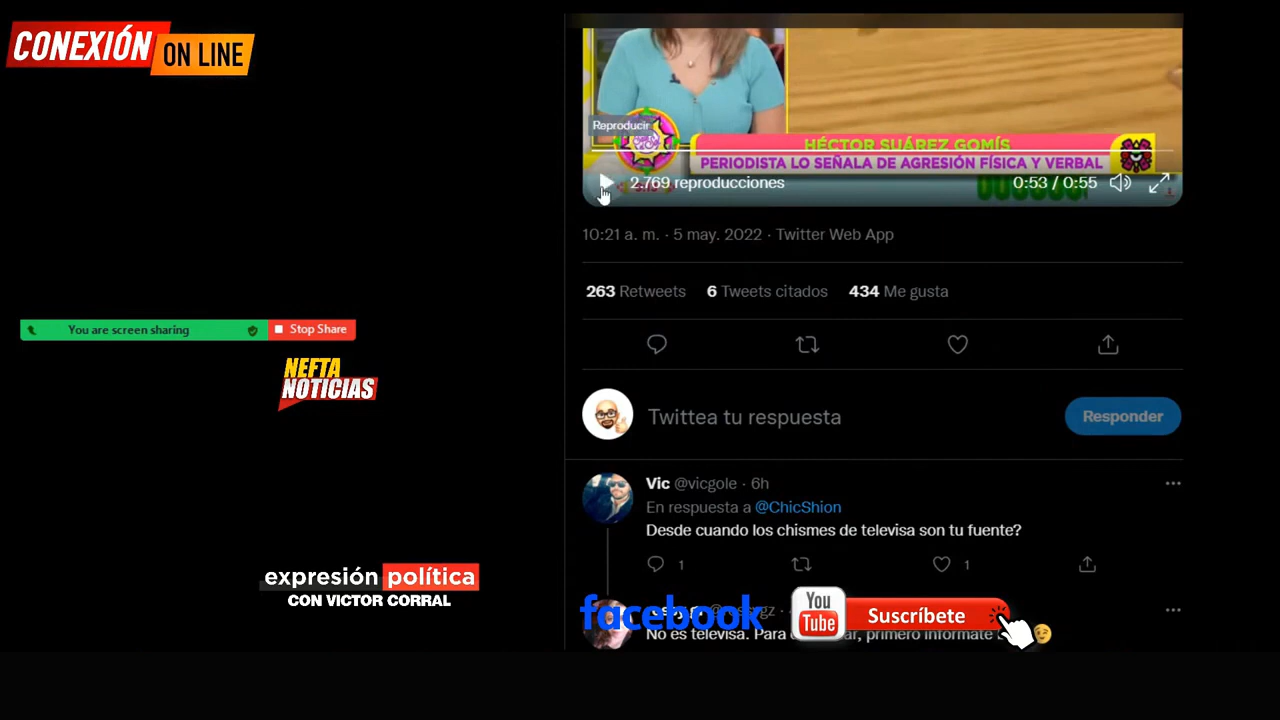 CONEXIÓN
ON LINE
Reproducir
HÉCTOR SUÁREZ GOMÍS
PERIODISTA LO SEÑALA DE AGRESIÓN FÍSICA Y VERBAL
2.769 reproducciones
0:53 / 0:55
10:21 a. m. · 5 may. 2022 · Twitter Web App
263 Retweets 6 Tweets citados 434 Me gusta
You are screen sharing
Stop Share
NEFTA
NOTICIAS
Twittea tu respuesta
Responder
Vic @vicgole · 6h
En respuesta a @ChicShion
Desde cuando los chismes de televisa son tu fuente?
1 1
expresión política
CON VICTOR CORRAL
facebook
You
Tube
Suscríbete
No es televisa. Para primero infórmate